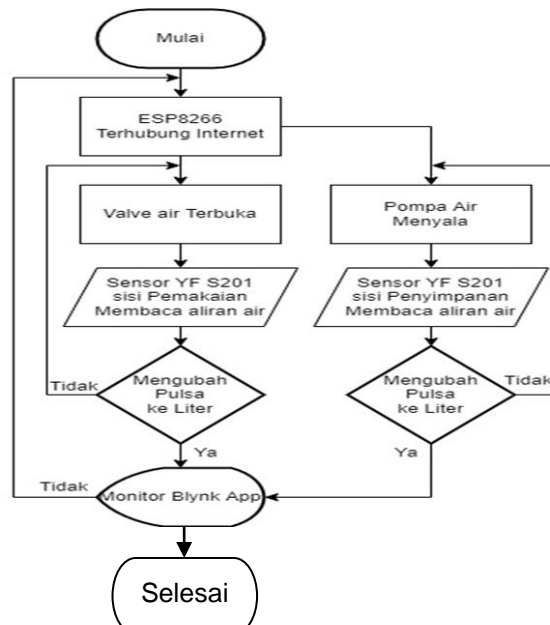 Mulai
ESP8266
Terhubung Internet
Valve air Terbuka
Pompa Air
Menyala
Sensor YF S201
sisi Pemakaian
Membaca aliran air
Sensor YF S201
sisi Penyimpanan
Membaca aliran air
Tidak
Mengubah
Pulsa
ke Liter
Mengubah
Pulsa
ke Liter
Tidak
Ya
Ya
Tidak
Monitor Blynk App
Selesai